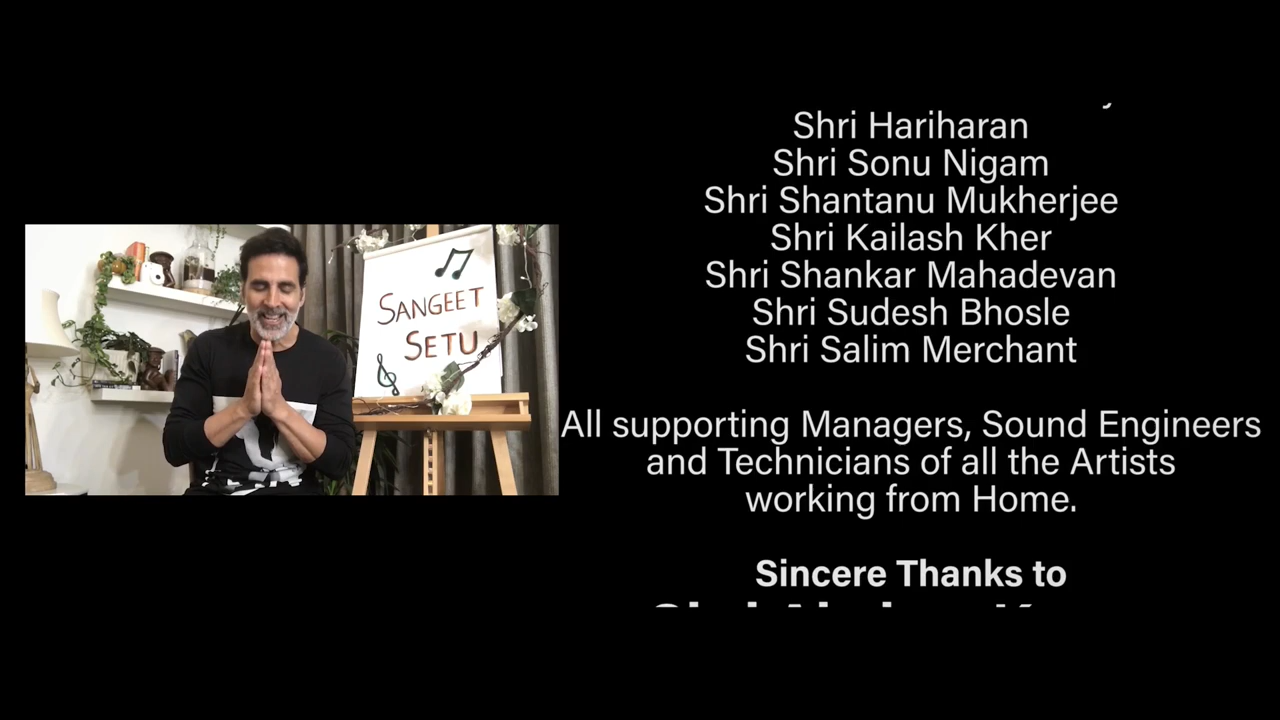 SANGEET
SETU
Shri Hariharan
Shri Sonu Nigam
Shri Shantanu Mukherjee
Shri Kailash Kher
Shri Shankar Mahadevan
Shri Sudesh Bhosle
Shri Salim Merchant
All supporting Managers, Sound Engineers
and Technicians of all the Artists
working from Home.
Sincere Thanks to